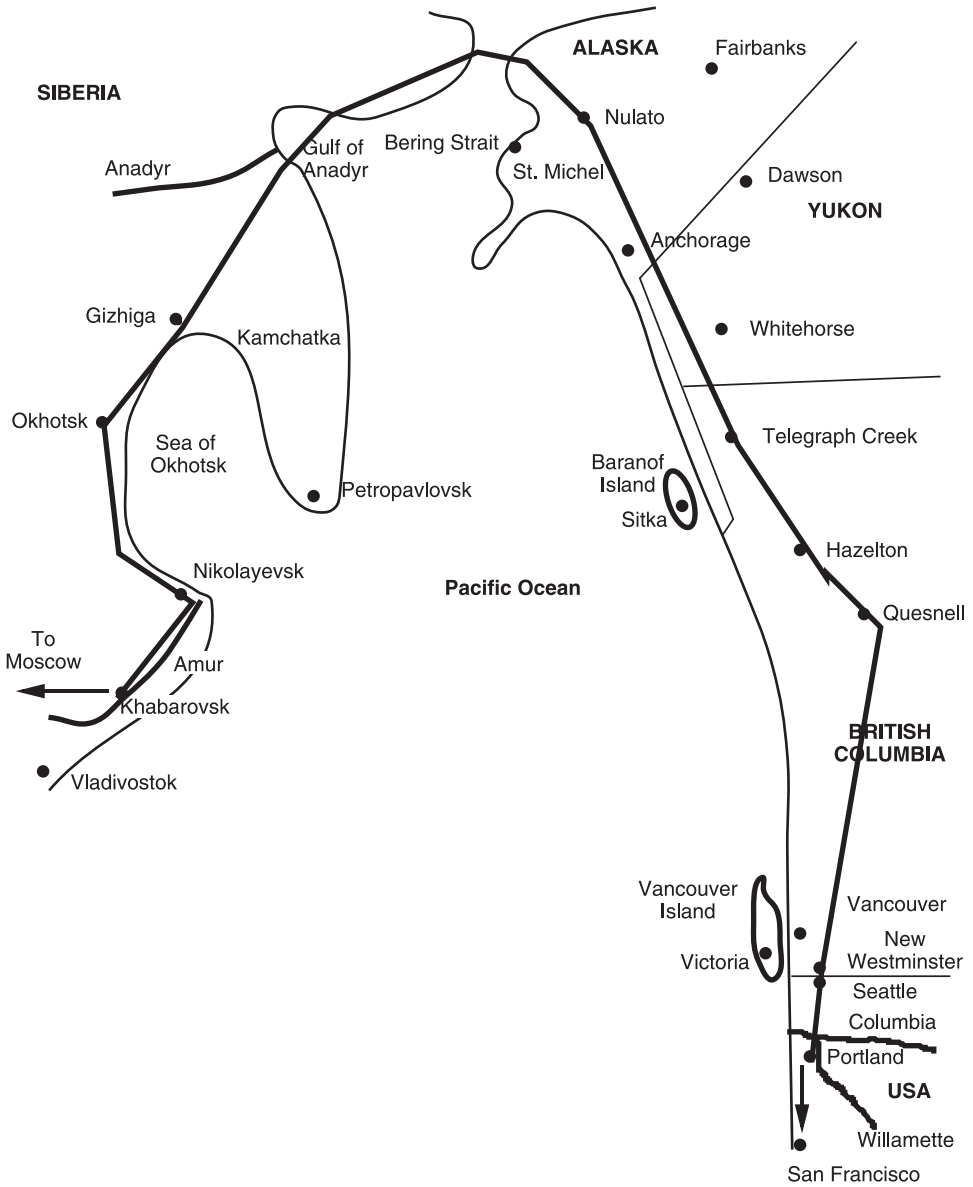 ALASKA
Fairbanks
SIBERIA
Nulato
Bering Strait
Gulf of
Anadyr
Anadyr
St. Michel
Dawson
YUKON
Anchorage
Gizhiga
Kamchatka
Whitehorse
Okhotsk
Sea of
Okhotsk
Telegraph Creek
Baranof
Island
Sitka
Petropavlovsk
Hazelton
Nikolayevsk
Pacific Ocean
Quesnell
To
Moscow
Amur
Khabarovsk
BRITISH
COLUMBIA
Vladivostok
Vancouver
Island
Vancouver
New
Westminster
Victoria
Seattle
Columbia
Portland
USA
Willamette
San Francisco